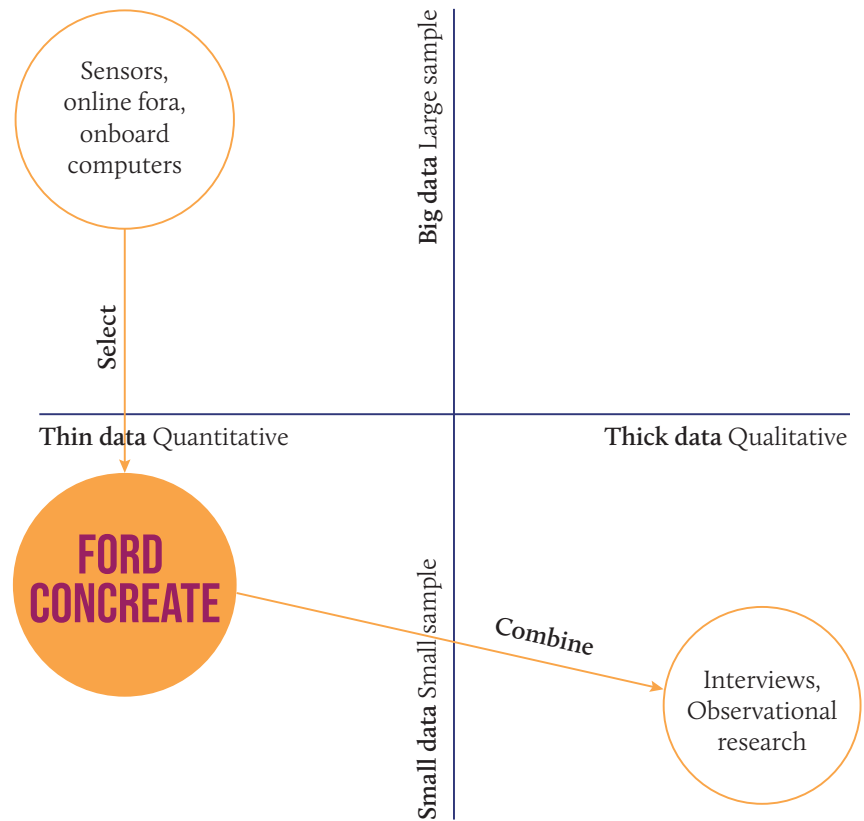 Sensors,
online fora,
onboard
computers
Big data Large sample
Select
Thin data Quantitative
Thick data Qualitative
FORD
CONCREATE
Small data Small sample
Combine
Interviews,
Observational
research